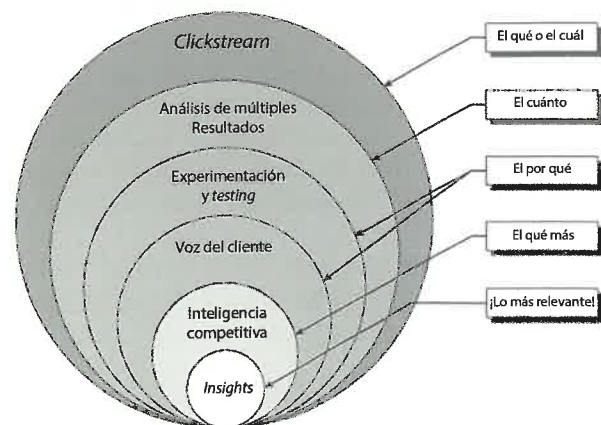 Clickstream
Análisis de múltiples
Resultados
Experimentación
y testing
Voz del cliente
Inteligencia
competitiva
Insights
El qué o el cuál
El cuánto
El por qué
El qué más
¡Lo más relevante!